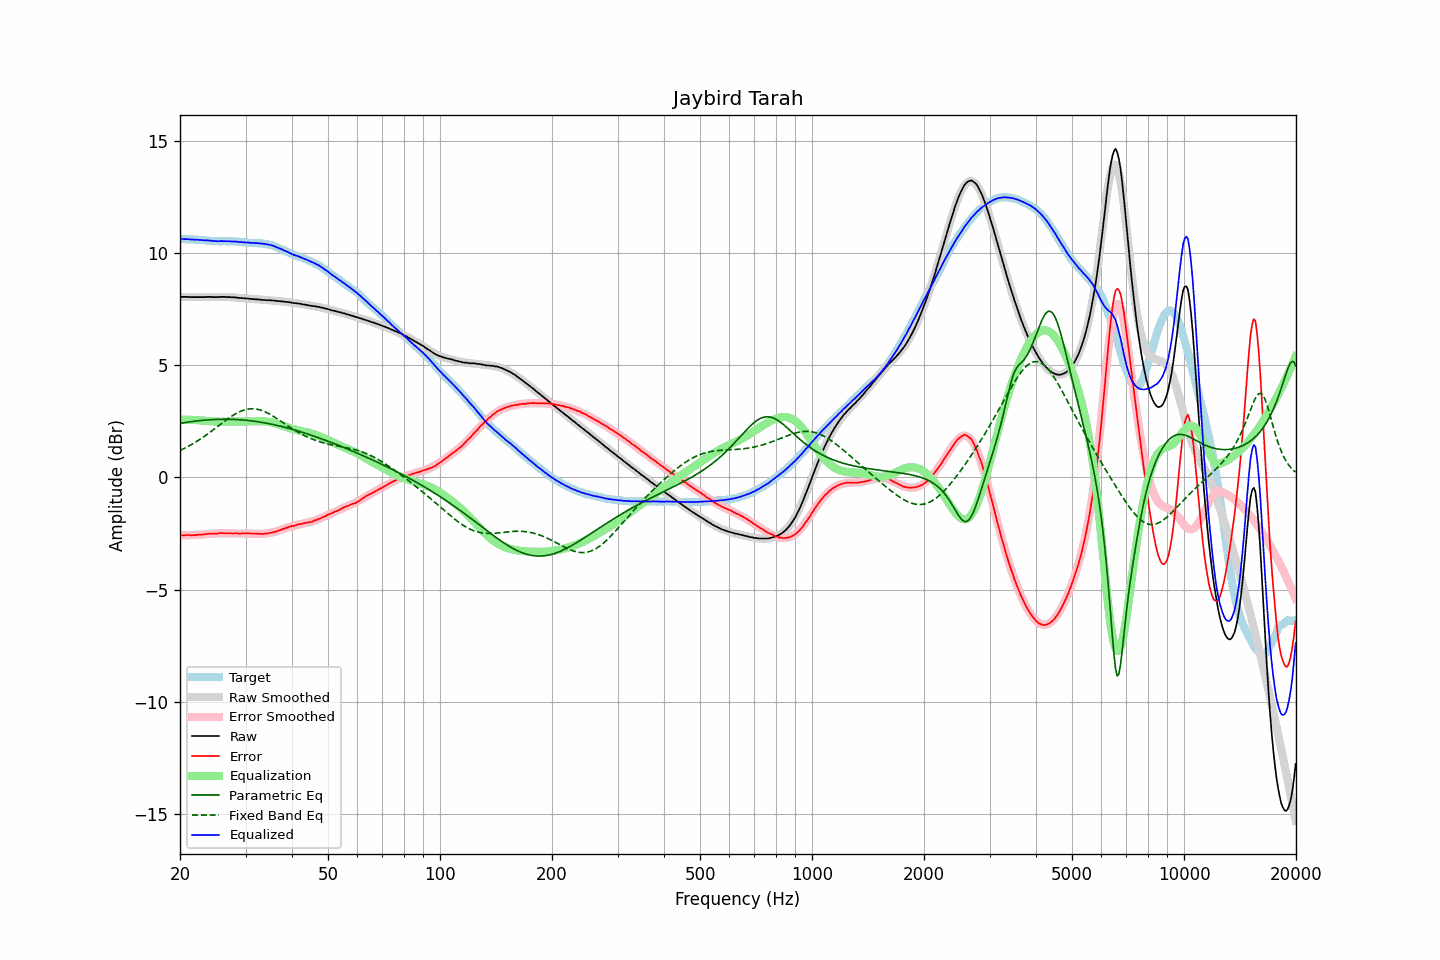 Jaybird Tarah
Amplitude (dBr)
15
10
5
0
−5
−10
−15
Target
Raw Smoothed
Error Smoothed
Raw
Error
Equalization
Parametric Eq
Fixed Band Eq
Equalized
20 50 100 200 500 1000 2000 5000 10000 20000
Frequency (Hz)